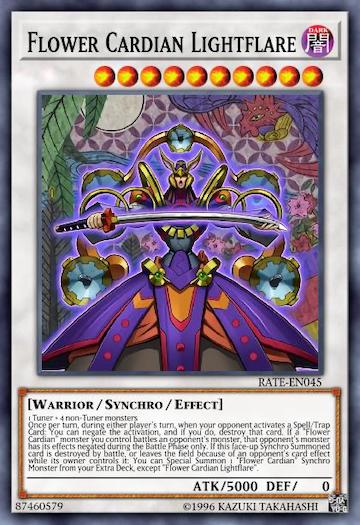 FLOWER CARDIAN LIGHTFLARE
DARK
闇
RATE-EN045
[WARRIOR / SYNCHRO / EFFECT]
1 Tuner + 4 non-Tuner monsters
Once per turn, during either player's turn, when your opponent activates a Spell/Trap
Card: You can negate the activation, and if you do, destroy that card. If a "Flower
Cardian" monster you control battles an opponent's monster, that opponent's monster
has its effects negated during the Battle Phase only. If this face-up Synchro Summoned
card is destroyed by battle, or leaves the field because of an opponent's card effect
while its owner controls it: You can Special Summon 1 "Flower Cardian" Synchro
Monster from your Extra Deck, except "Flower Cardian Lightflare".
ATK/5000 DEF/ 0
87460579 ©1996 KAZUKI TAKAHASHI